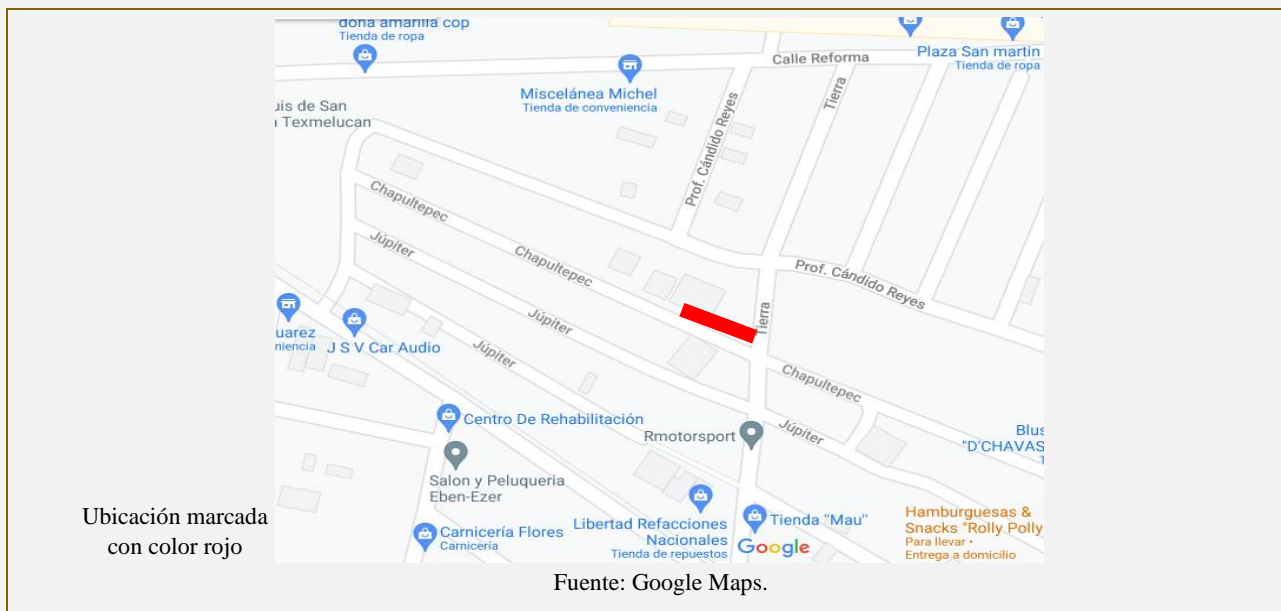 dona amarilla cop
Tienda de ropa
Plaza San martin
Tienda de ropa
Calle Reforma
Miscelánea Michel
Tienda de conveniencia
Tierra
uis de San
Texmelucan
Prof. Cándido Reyes
Chapultepec
Júpiter
Chapultepec
Prof. Cándido Reyes
Tierra
Júpiter
uarez
niencia
J S V Car Audio
Júpiter
Chapultepec
Centro De Rehabilitación
Júpiter
Rmotorsport
Blus
"D'CHAVAS
Salon y Peluqueria
Eben-Ezer
Ubicación marcada
con color rojo
Carnicería Flores
Carnicería
Libertad Refacciones
Nacionales
Tienda de repuestos
Tienda "Mau"
Google
Hamburguesas &
Snacks "Rolly Polly
Para llevar •
Entrega a domicilio
Fuente: Google Maps.